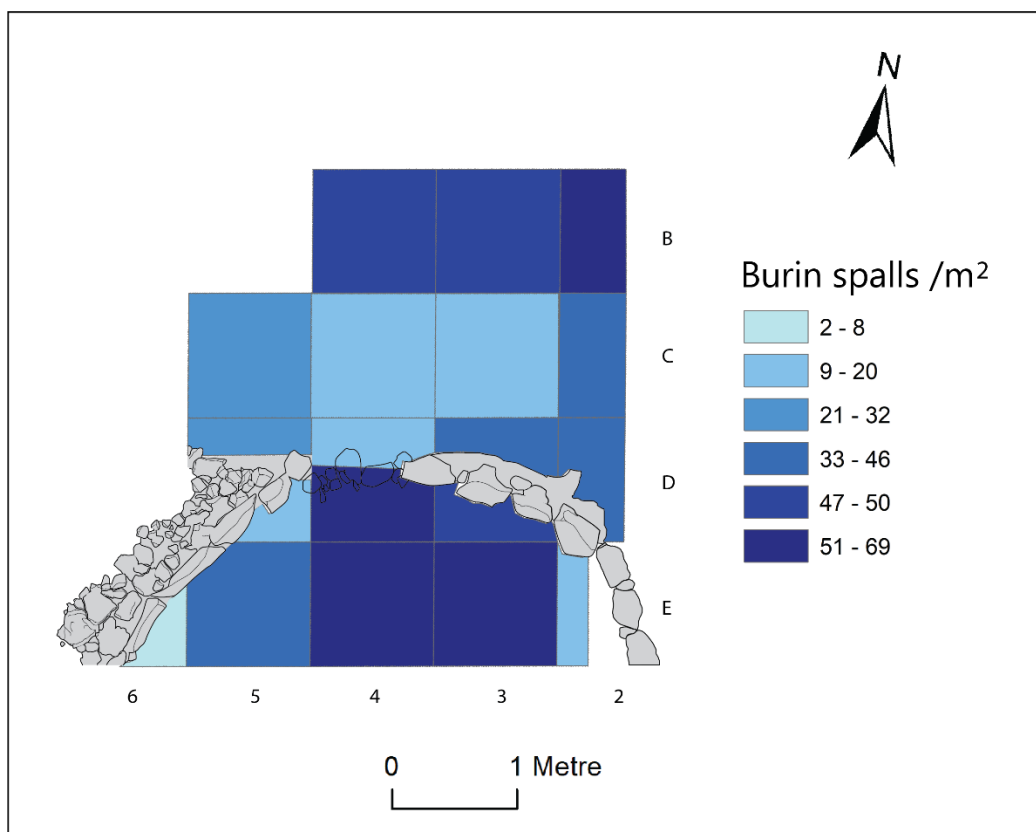 N
B
Burin spalls /m²
2 - 8
9 - 20
C
21 - 32
33 - 46
D
47 - 50
51 - 69
E
6 5 4 3 2
0 1 Metre